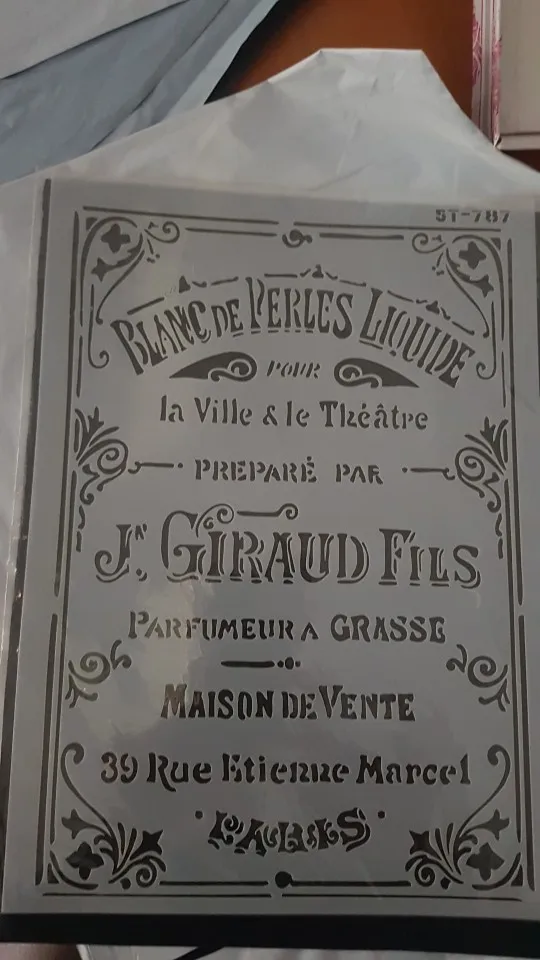 ST-787
BLANC DE PERLES LIQUIDE
POUR
la Ville & le Théâtre
PREPARÉ PAR
Jn. GIRAUD FILS
PARFUMEUR A GRASSE
MAISON DE VENTE
39 Rue Etienne Marcel
· PARIS ·